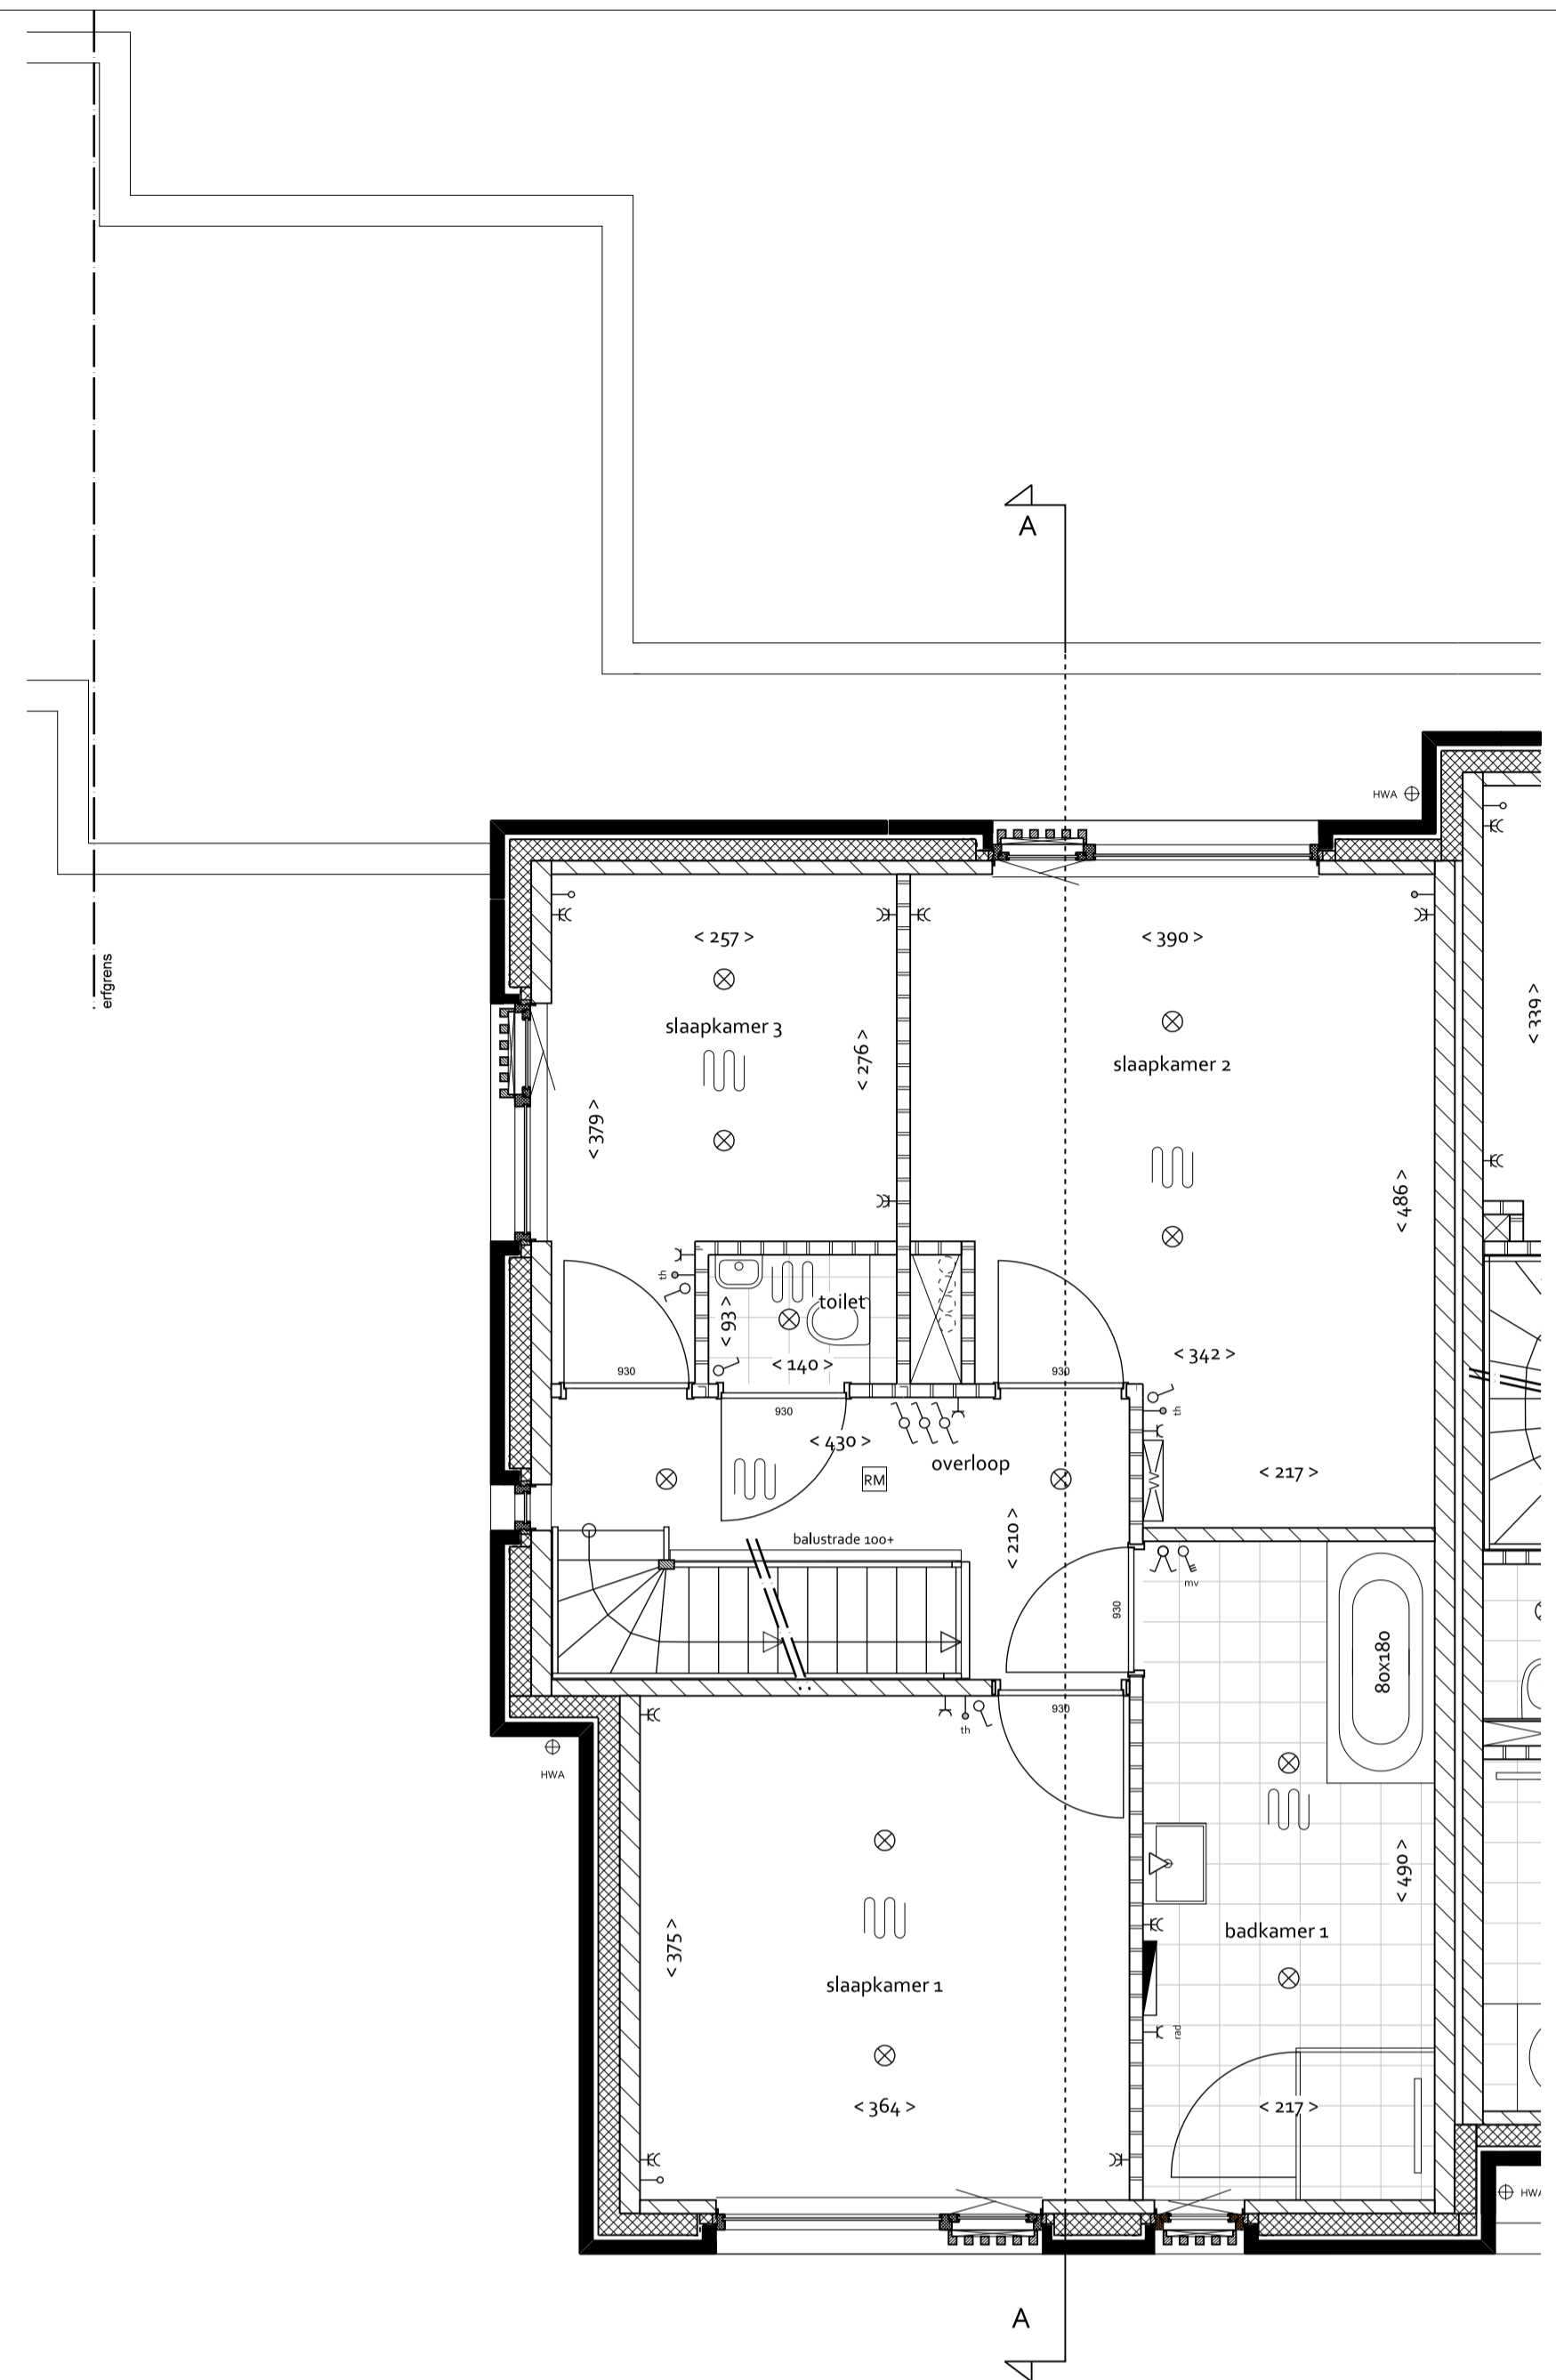 A
HWA
erfgrens
< 257 >
< 390 >
slaapkamer 3
< 339 >
< 276 >
slaapkamer 2
< 379 >
< 486 >
th
toilet
< 93 >
< 140 >
< 342 >
930
930
930
th
< 430 >
overloop
< 217 >
RM
< 210 >
balustrade 100+
mv
930
80x180
930
th
HWA
< 490 >
badkamer 1
< 375 >
slaapkamer 1
rad
< 364 >
< 217 >
HWA
A